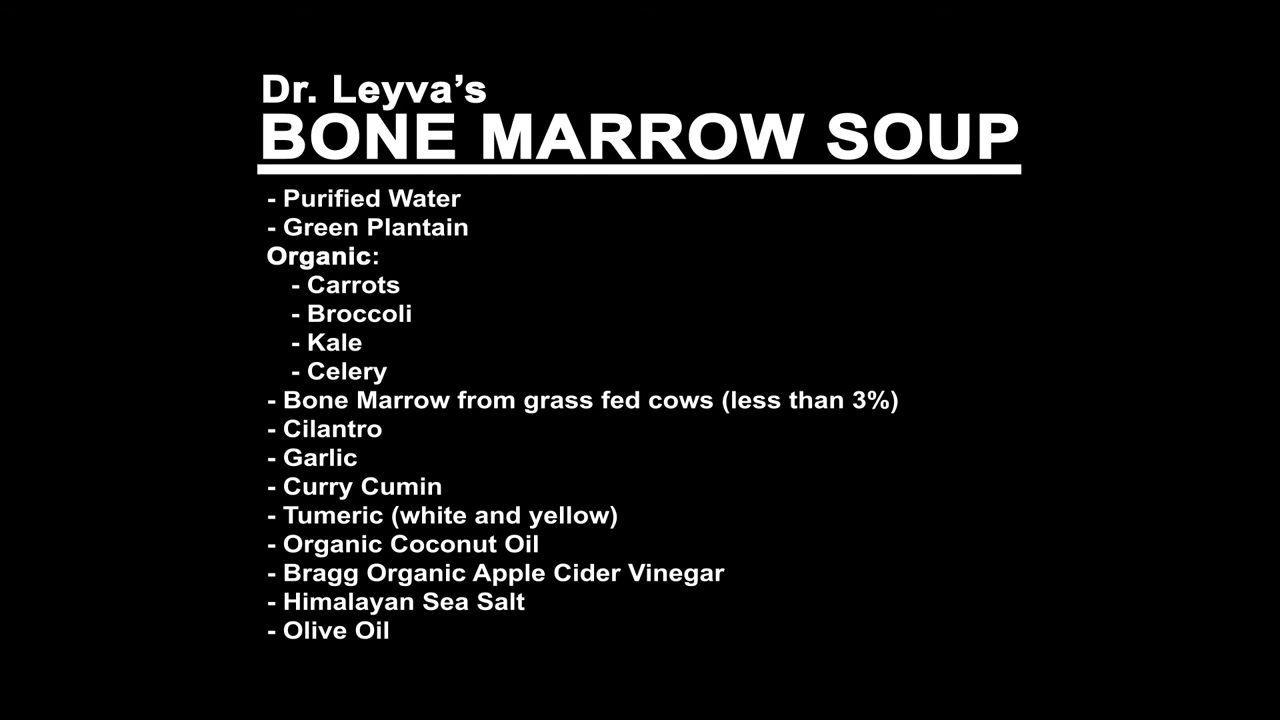 Dr. Leyva's
BONE MARROW SOUP
- Purified Water
- Green Plantain
Organic:
- Carrots
- Broccoli
- Kale
- Celery
- Bone Marrow from grass fed cows (less than 3%)
- Cilantro
- Garlic
- Curry Cumin
- Tumeric (white and yellow)
- Organic Coconut Oil
- Bragg Organic Apple Cider Vinegar
- Himalayan Sea Salt
- Olive Oil